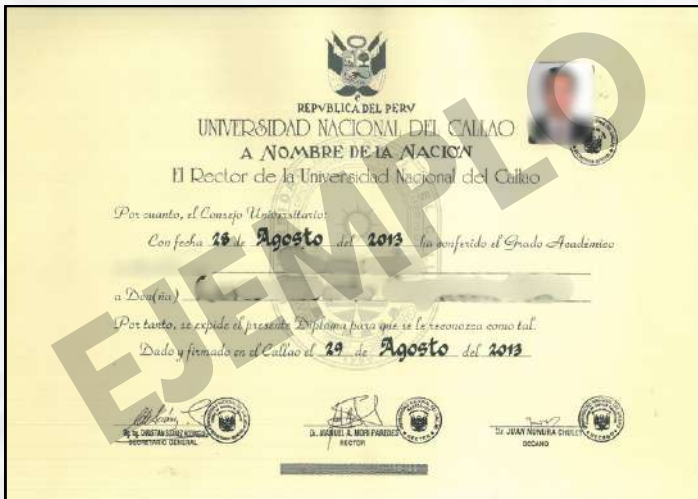 REPVBLICA DEL PERV
UNIVERSIDAD NACIONAL DEL CALLAO
A NOMBRE DE LA NACION
El Rector de la Universidad Nacional del Callao
Por cuanto, el Consejo Universitario:
Con fecha 28 de Agosto del 2013 ha conferido el Grado Académico
a Don(ña)
Por tanto, se expide el presente Diploma para que se le reconozca como tal.
Dado y firmado en el Callao el 29 de Agosto del 2013
EJEMPLO
SECRETARIO GENERAL
Dr. MANUEL A. MORI PAREDES
RECTOR
Dr. JUAN
DECANO